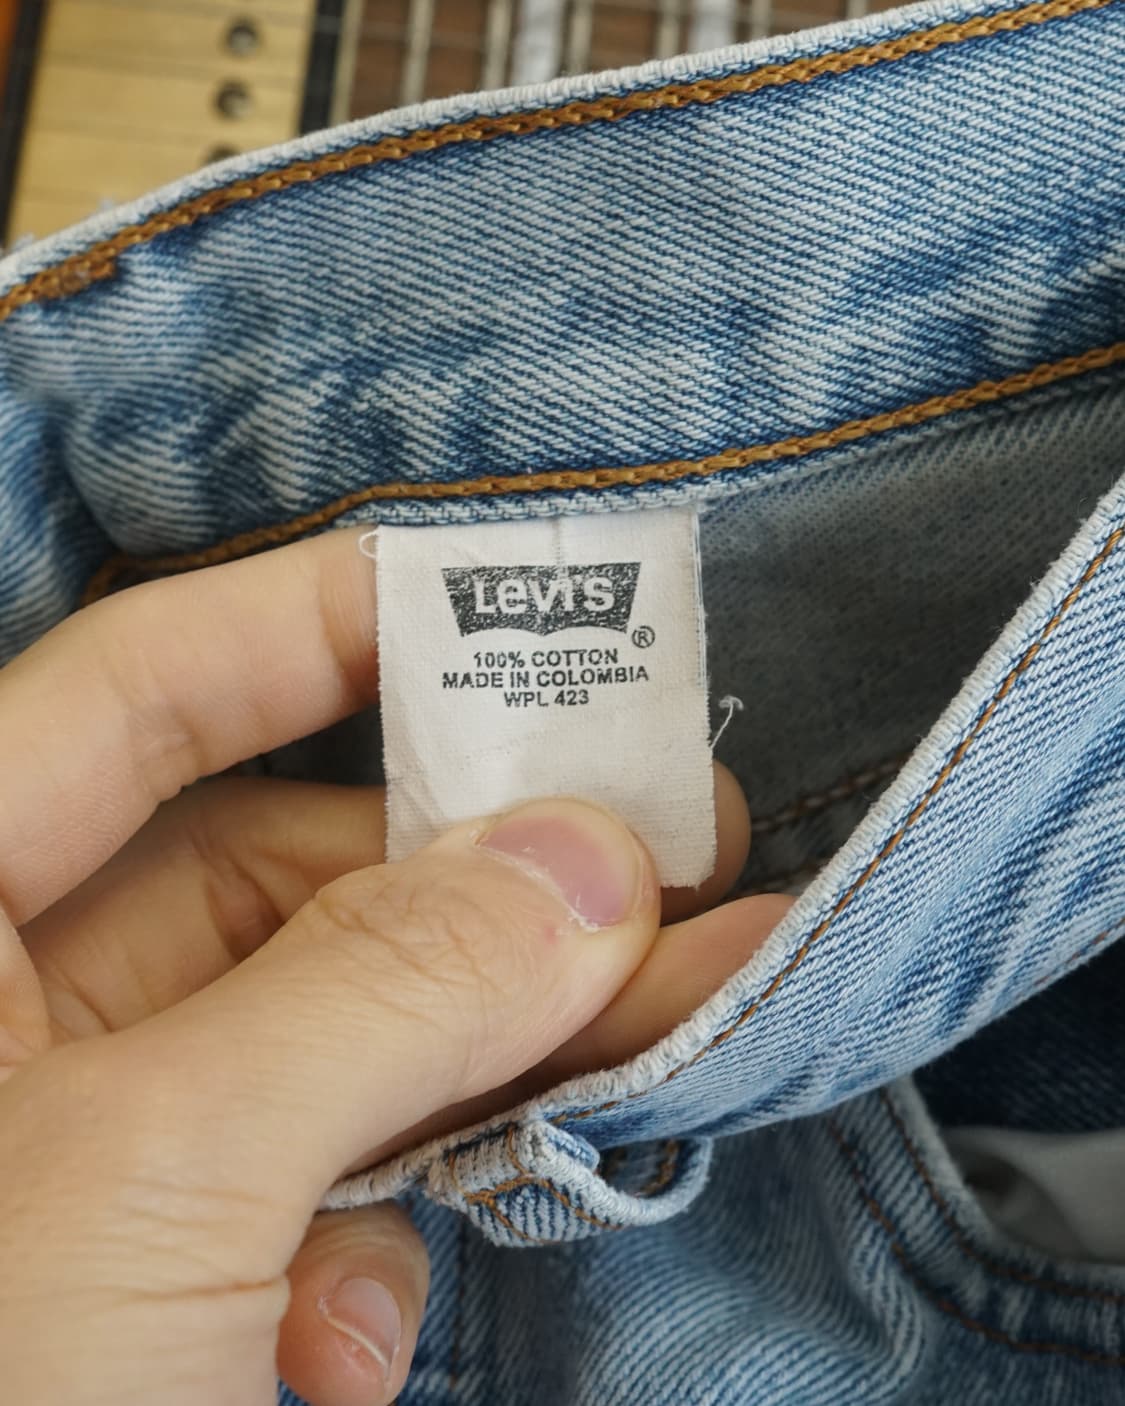 Levi's
®
100% COTTON
MADE IN COLOMBIA
WPL 423